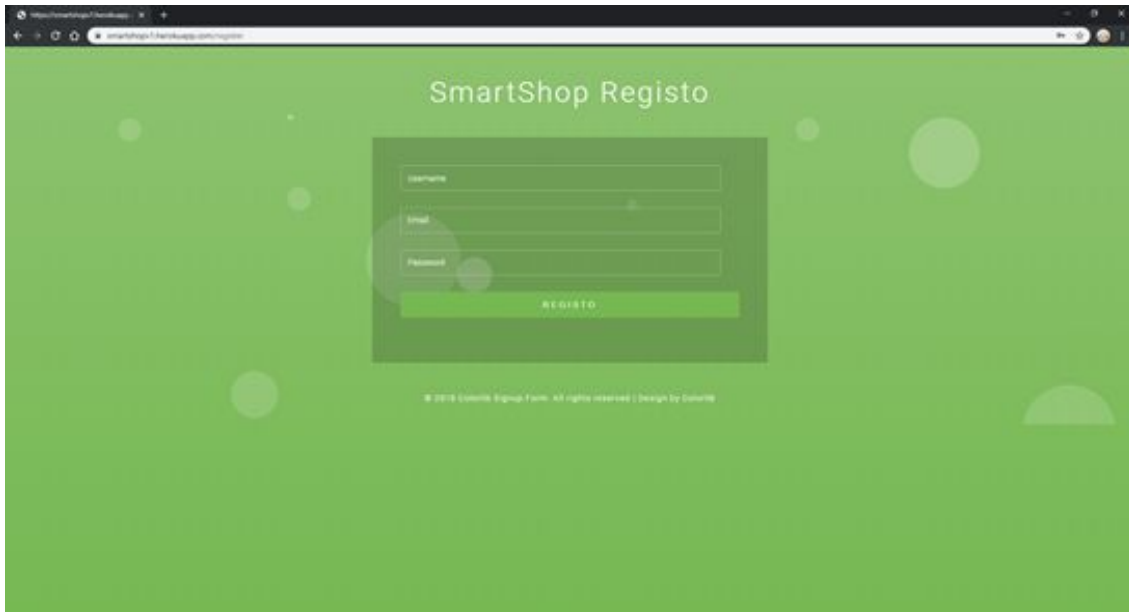 SmartShop Registo
Username
Email
Password
REGISTO
© 2018 Colorlib Signup Form. All rights reserved | Design by Colorlib